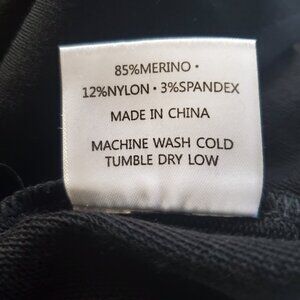 85%MERINO •
12%NYLON • 3%SPANDEX
MADE IN CHINA
MACHINE WASH COLD
TUMBLE DRY LOW